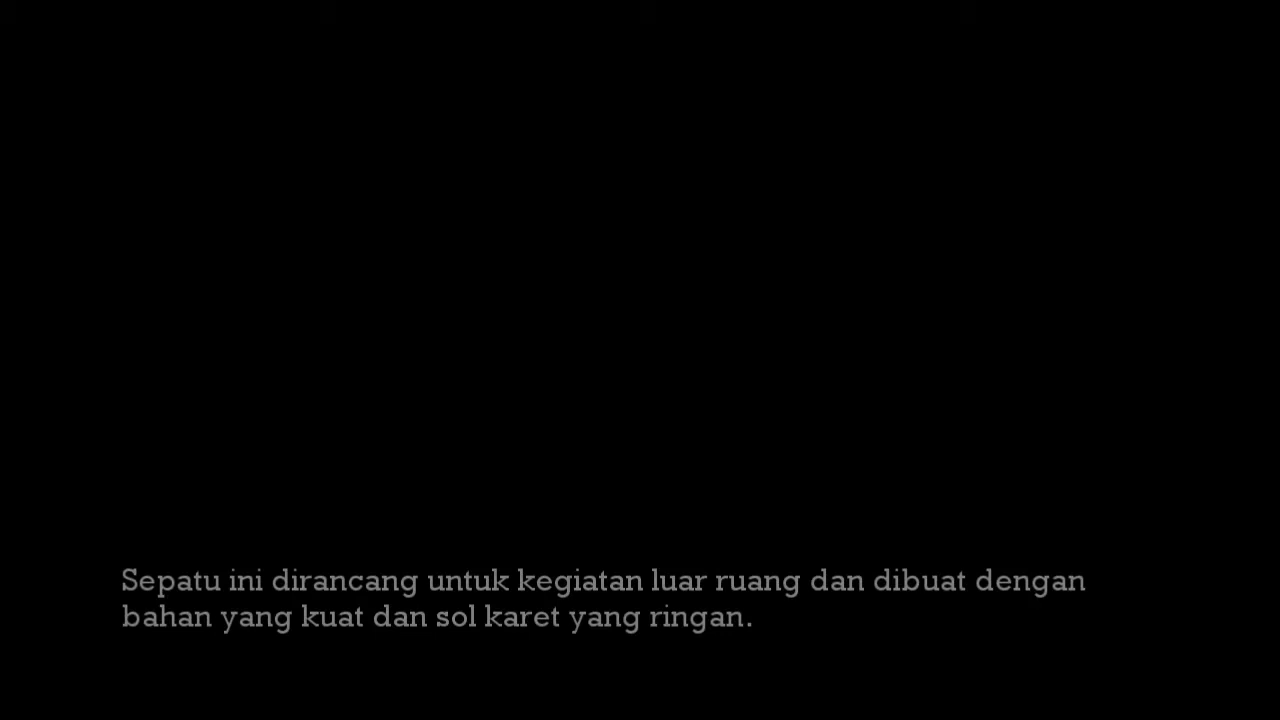 Sepatu ini dirancang untuk kegiatan luar ruang dan dibuat dengan
bahan yang kuat dan sol karet yang ringan.